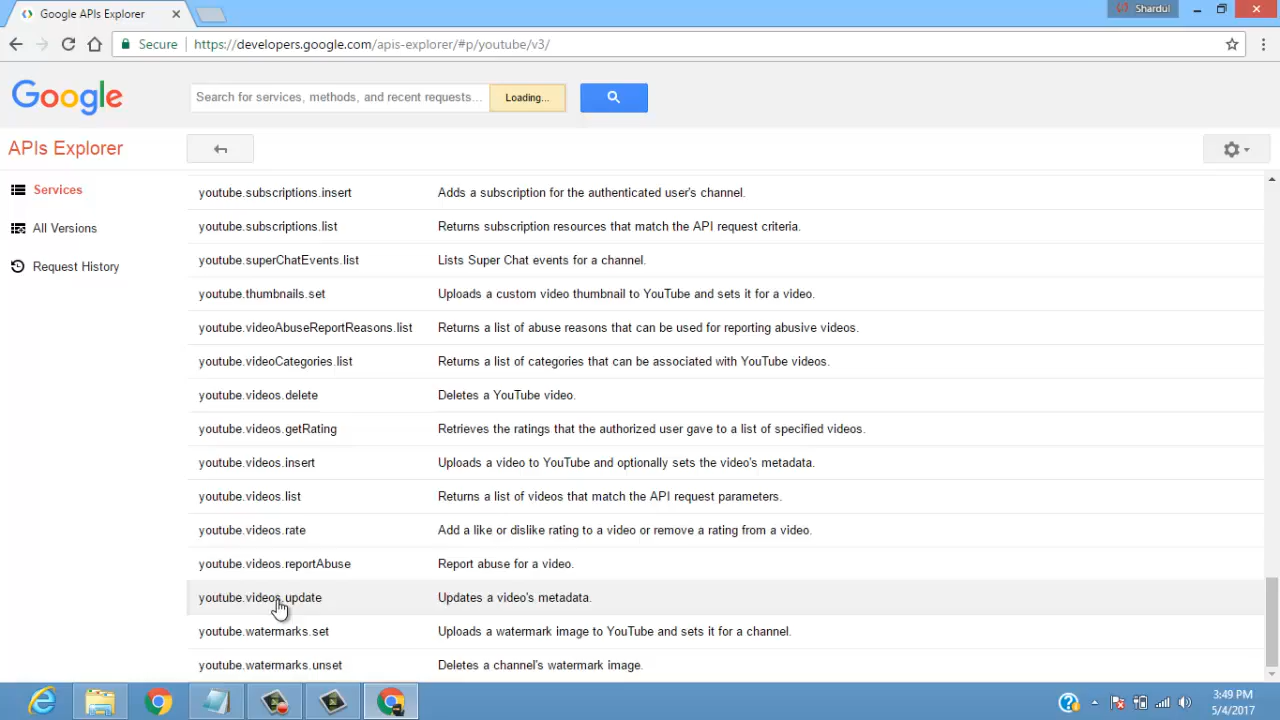 Google APIs Explorer
Shardul
Secure https://developers.google.com/apis-explorer/#p/youtube/v3/
Google
Search for services, methods, and recent requests... Loading...
APIs Explorer
Services
All Versions
Request History
youtube.subscriptions.insert Adds a subscription for the authenticated user's channel.
youtube.subscriptions.list Returns subscription resources that match the API request criteria.
youtube.superChatEvents.list Lists Super Chat events for a channel.
youtube.thumbnails.set Uploads a custom video thumbnail to YouTube and sets it for a video.
youtube.videoAbuseReportReasons.list Returns a list of abuse reasons that can be used for reporting abusive videos.
youtube.videoCategories.list Returns a list of categories that can be associated with YouTube videos.
youtube.videos.delete Deletes a YouTube video.
youtube.videos.getRating Retrieves the ratings that the authorized user gave to a list of specified videos.
youtube.videos.insert Uploads a video to YouTube and optionally sets the video's metadata.
youtube.videos.list Returns a list of videos that match the API request parameters.
youtube.videos.rate Add a like or dislike rating to a video or remove a rating from a video.
youtube.videos.reportAbuse Report abuse for a video.
youtube.videos.update Updates a video's metadata.
youtube.watermarks.set Uploads a watermark image to YouTube and sets it for a channel.
youtube.watermarks.unset Deletes a channel's watermark image.
3:49 PM
5/4/2017